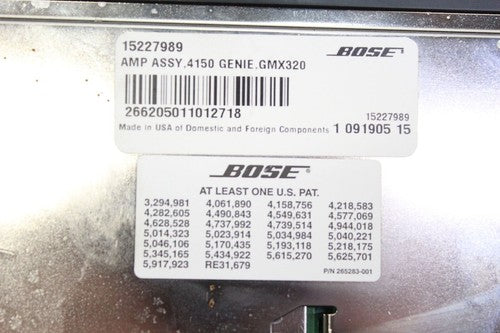 15227989
BOSE
AMP ASSY.4150 GENIE.GMX320
266205011012718
15227989
Made in USA of Domestic and Foreign Components 1 091905 15
BOSE
AT LEAST ONE U.S. PAT.
3,294,981 4,061,890 4,158,756 4,218,583
4,282,605 4,490,843 4,549,631 4,577,069
4,628,528 4,737,992 4,739,514 4,944,018
5,014,323 5,023,914 5,034,984 5,040,221
5,046,106 5,170,435 5,193,118 5,218,175
5,345,165 5,434,922 5,615,270 5,625,701
5,917,923 RE31,679
P/N 265283-001